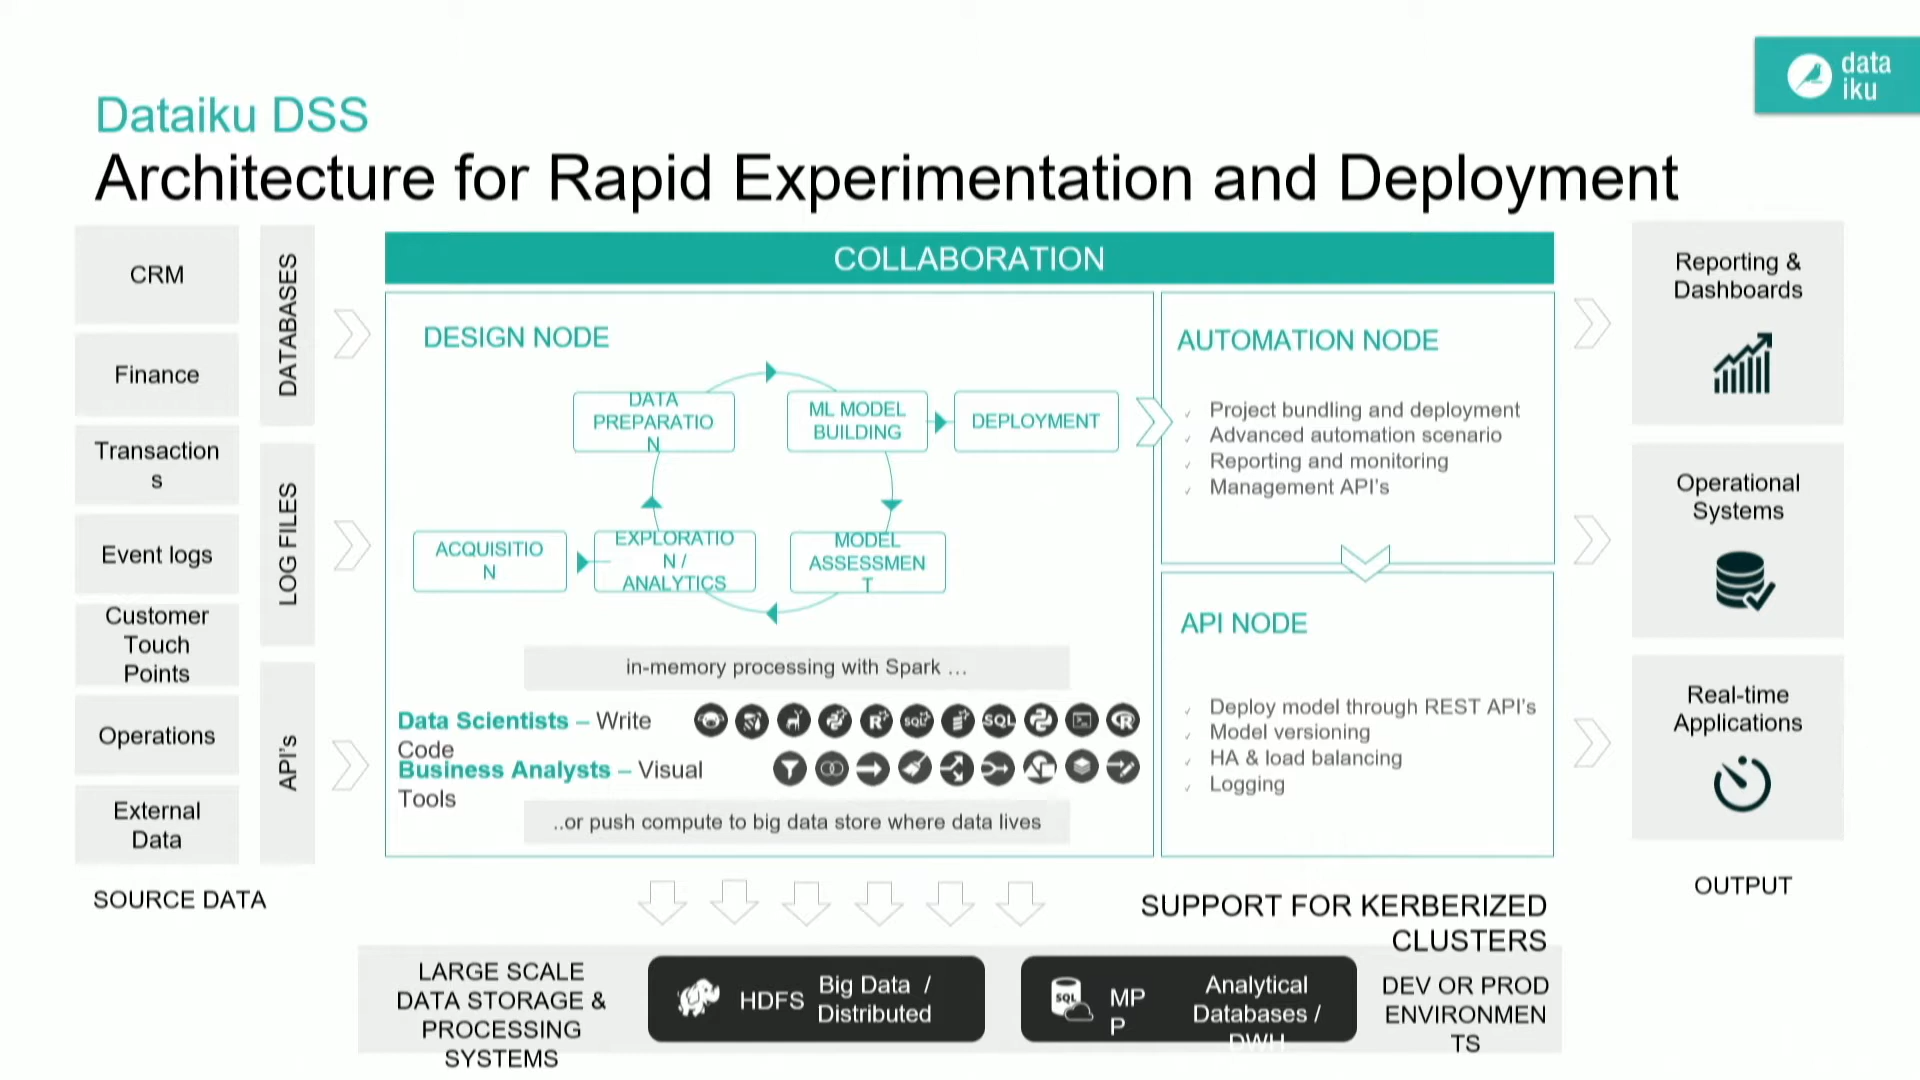 data
iku
Dataiku DSS
Architecture for Rapid Experimentation and Deployment
CRM
Finance
Transaction
s
Event logs
Customer
Touch
Points
Operations
External
Data
SOURCE DATA
DATABASES
LOG FILES
API's
COLLABORATION
DESIGN NODE
DATA
PREPARATIO
N
ML MODEL
BUILDING
DEPLOYMENT
ACQUISITIO
N
EXPLORATIO
N /
ANALYTICS
MODEL
ASSESSMEN
T
in-memory processing with Spark ...
Data Scientists – Write
Code
R
SQL
SQL
R
Business Analysts – Visual
Tools
..or push compute to big data store where data lives
AUTOMATION NODE
✓ Project bundling and deployment
✓ Advanced automation scenario
✓ Reporting and monitoring
✓ Management API's
API NODE
✓ Deploy model through REST API's
✓ Model versioning
✓ HA & load balancing
✓ Logging
Reporting &
Dashboards
Operational
Systems
Real-time
Applications
OUTPUT
SUPPORT FOR KERBERIZED
CLUSTERS
LARGE SCALE
DATA STORAGE &
PROCESSING
SYSTEMS
HDFS
Big Data /
Distributed
SQL
MP
P
Analytical
Databases /
DWH
DEV OR PROD
ENVIRONMEN
TS